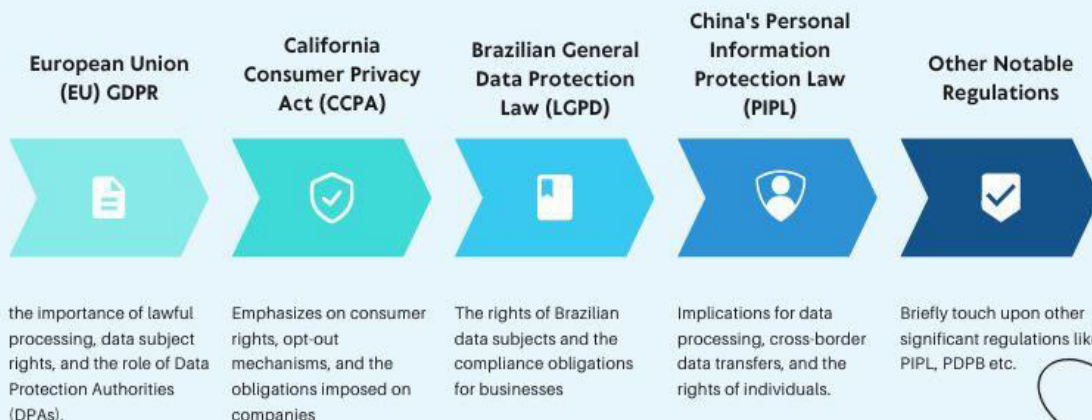 European Union
(EU) GDPR
the importance of lawful
processing, data subject
rights, and the role of Data
Protection Authorities
(DPAs).
California
Consumer Privacy
Act (CCPA)
Emphasizes on consumer
rights, opt-out
mechanisms, and the
obligations imposed on
companies
Brazilian General
Data Protection
Law (LGPD)
The rights of Brazilian
data subjects and the
compliance obligations
for businesses
China's Personal
Information
Protection Law
(PIPL)
Implications for data
processing, cross-border
data transfers, and the
rights of individuals.
Other Notable
Regulations
Briefly touch upon other
significant regulations
PIPL, PDPB etc.